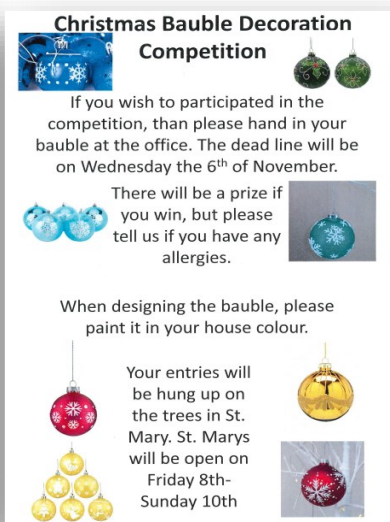 Christmas Bauble Decoration
Competition
If you wish to participated in the
competition, than please hand in your
bauble at the office. The dead line will be
on Wednesday the 6th of November.
There will be a prize if
you win, but please
tell us if you have any
allergies.
When designing the bauble, please
paint it in your house colour.
Your entries will
be hung up on
the trees in St.
Mary. St. Marys
will be open on
Friday 8th-
Sunday 10th